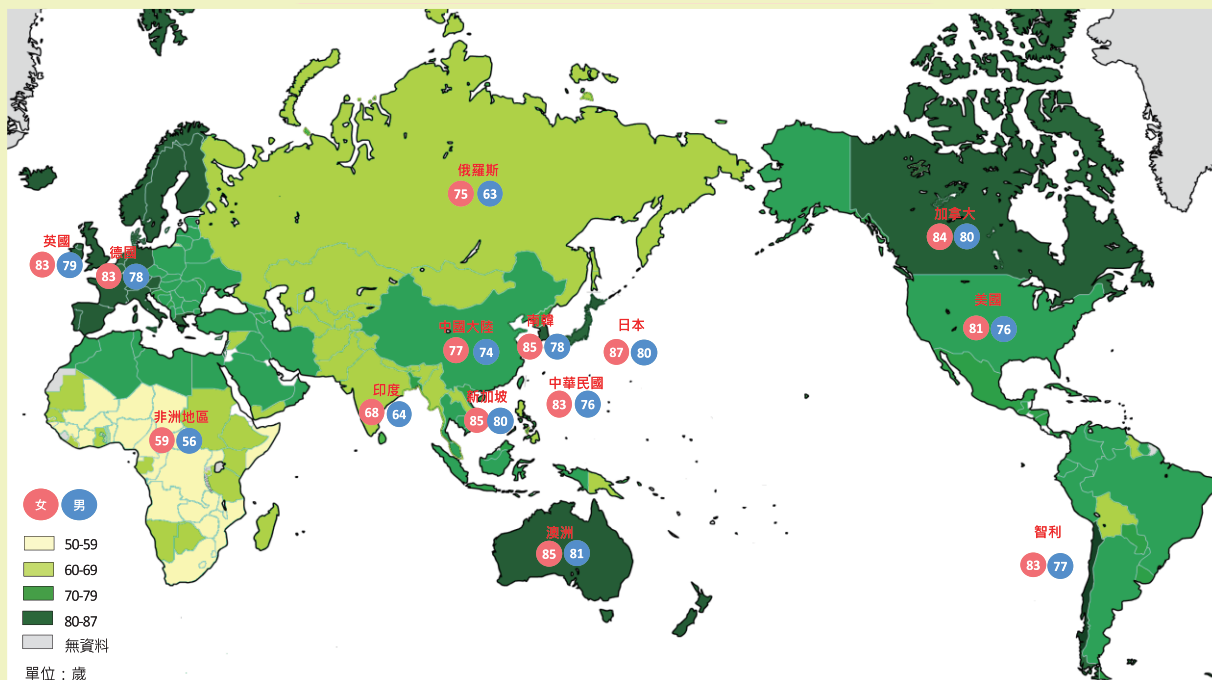 俄羅斯
75 63
英國
83 79
德國
83 78
加拿大
84 80
美國
81 76
中國大陸
77 74
南韓
85 78
日本
87 80
印度
68 64
新加坡
85 80
中華民國
83 76
非洲地區
59 56
澳洲
85 81
智利
83 77
女 男
50-59
60-69
70-79
80-87
無資料
單位：歲